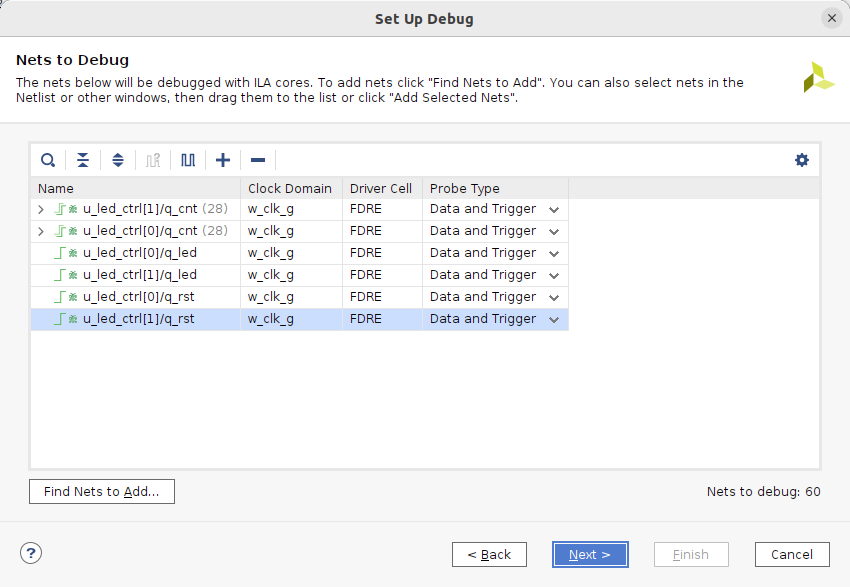 Set Up Debug
Nets to Debug
The nets below will be debugged with ILA cores. To add nets click "Find Nets to Add". You can also select nets in the
Netlist or other windows, then drag them to the list or click "Add Selected Nets".
Name Clock Domain Driver Cell Probe Type
u_led_ctrl[1]/q_cnt (28) w_clk_g FDRE Data and Trigger
u_led_ctrl[0]/q_cnt (28) w_clk_g FDRE Data and Trigger
u_led_ctrl[0]/q_led w_clk_g FDRE Data and Trigger
u_led_ctrl[1]/q_led w_clk_g FDRE Data and Trigger
u_led_ctrl[0]/q_rst w_clk_g FDRE Data and Trigger
u_led_ctrl[1]/q_rst w_clk_g FDRE Data and Trigger
Find Nets to Add... Nets to debug: 60
? < Back Next > Finish Cancel